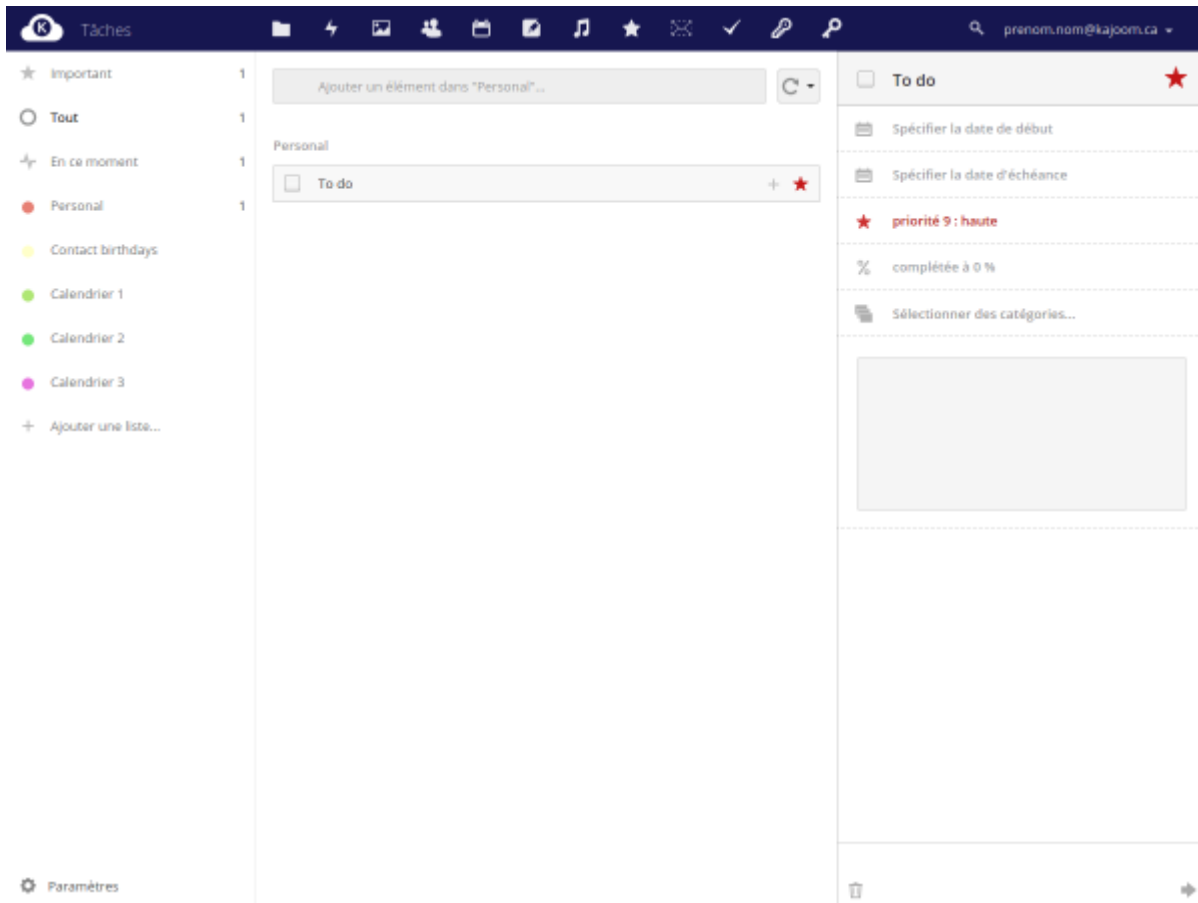 K
Tâches
prenom.nom@kajoom.ca
Important 1
Tout 1
En ce moment 1
Personal 1
Contact birthdays
Calendrier 1
Calendrier 2
Calendrier 3
Ajouter une liste...
Paramètres
Ajouter un élément dans "Personal"...
Personal
To do
To do
Spécifier la date de début
Spécifier la date d'échéance
priorité 9 : haute
complétée à 0 %
Sélectionner des catégories...